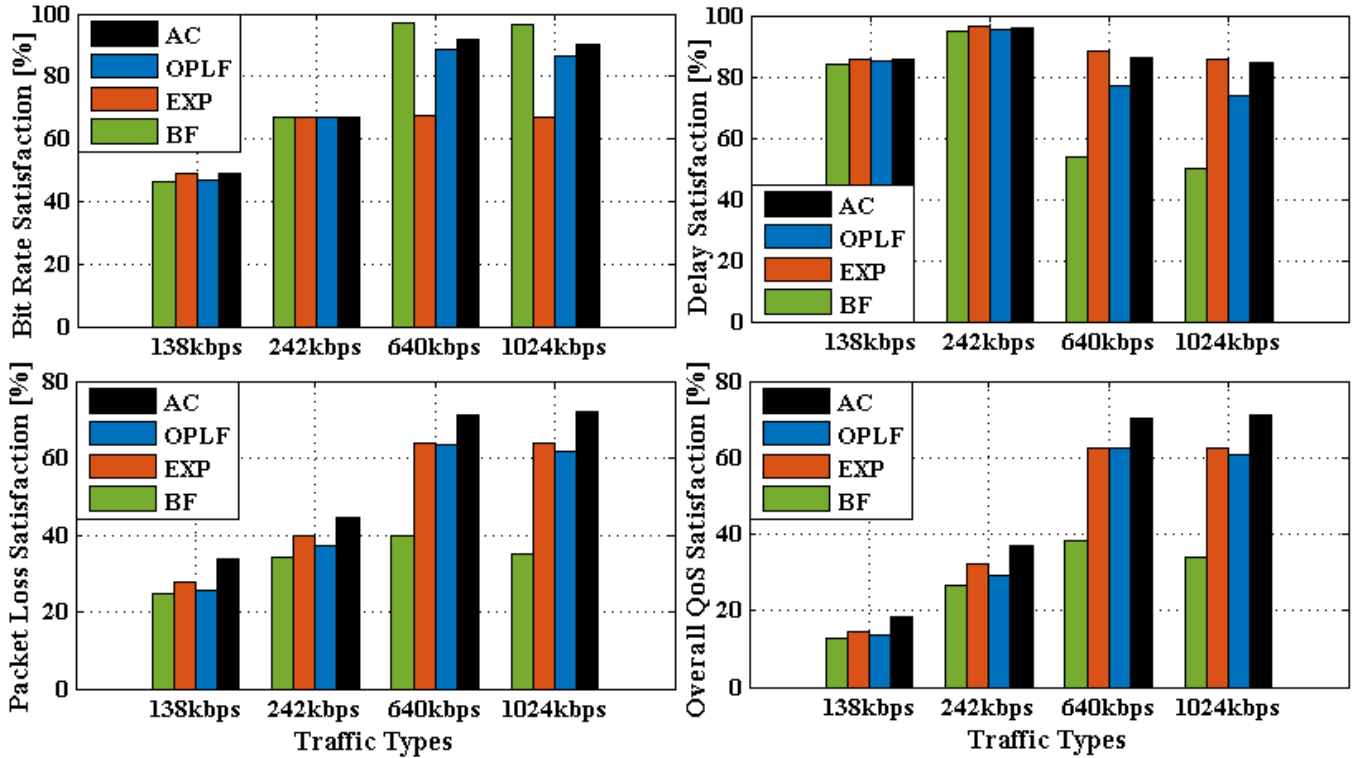 Bit Rate Satisfaction [%]
100
80
60
40
20
0
AC
OPLF
EXP
BF
138kbps 242kbps 640kbps 1024kbps
Delay Satisfaction [%]
100
80
60
40
20
0
AC
OPLF
EXP
BF
138kbps 242kbps 640kbps 1024kbps
Packet Loss Satisfaction [%]
80
60
40
20
0
AC
OPLF
EXP
BF
138kbps 242kbps 640kbps 1024kbps
Traffic Types
Overall QoS Satisfaction [%]
80
60
40
20
0
AC
OPLF
EXP
BF
138kbps 242kbps 640kbps 1024kbps
Traffic Types